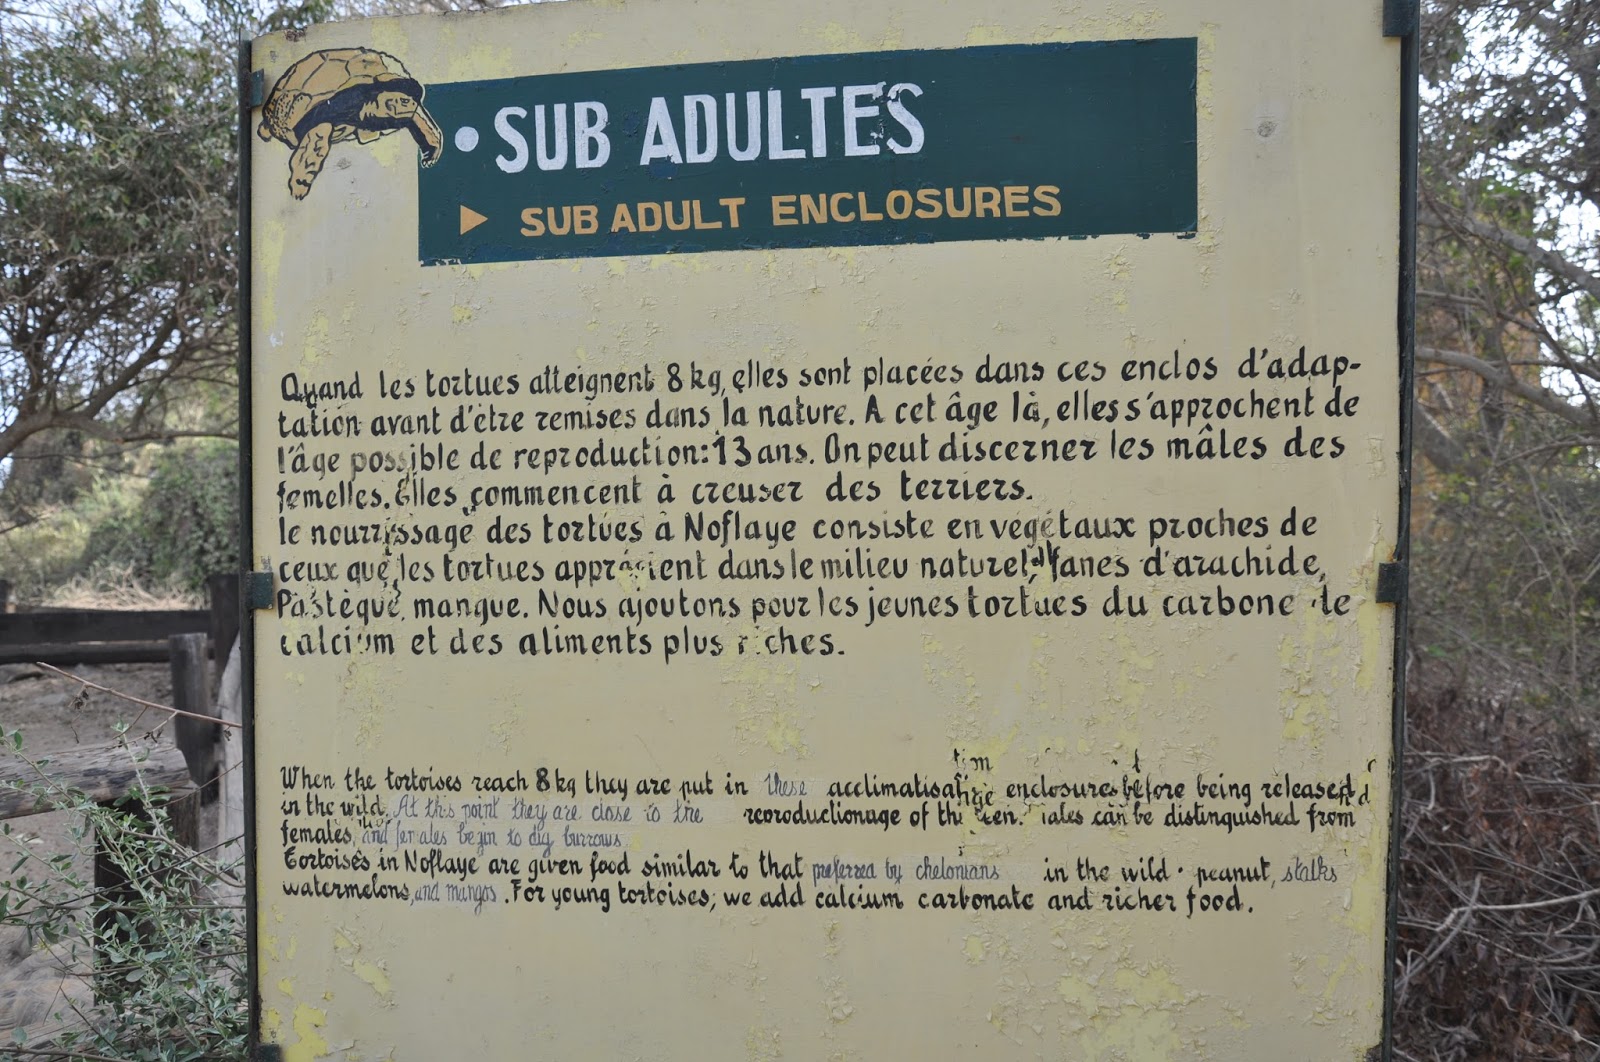 • SUB ADULTES
SUB ADULT ENCLOSURES
Quand les tortues atteignent 8 kg, elles sont placées dans ces enclos d'adap-
tation avant d'être remises dans la nature. A cet âge là, elles s'approchent de
l'âge possible de reproduction: 13 ans. On peut discerner les mâles des
femelles. Elles commencent à creuser des terriers.
le nourrissage des tortues à Noflaye consiste en végétaux proches de
ceux que les tortues apprécient dans le milieu naturel, fanes d'arachide,
Pastèque, mangue. Nous ajoutons pour les jeunes tortues du carbone de
calcium et des aliments plus riches.
When the tortoises reach 8 kg they are put in these acclimatisation enclosures before being released
in the wild. At this point they are close to the reproductionage of males can be distinguished from
females, and females begin to dig burrows
Tortoises in Noflaye are given food similar to that preferred by chelonians in the wild . peanut, stalks
watermelons, and mangos. For young tortoises, we add calcium carbonate and richer food.